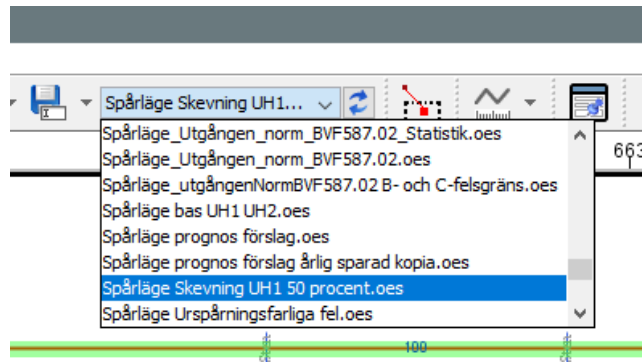 Spårläge Skevning UH1...
Spårläge_Utgången_norm_BVF587.02_Statistik.oes
663
Spårläge_Utgången_norm_BVF587.02.oes
Spårläge_utgångenNormBVF587.02 B- och C-felsgräns.oes
Spårläge bas UH1 UH2.oes
Spårläge prognos förslag.oes
Spårläge prognos förslag årlig sparad kopia.oes
Spårläge Skevning UH1 50 procent.oes
Spårläge Urspårningsfarliga fel.oes
100